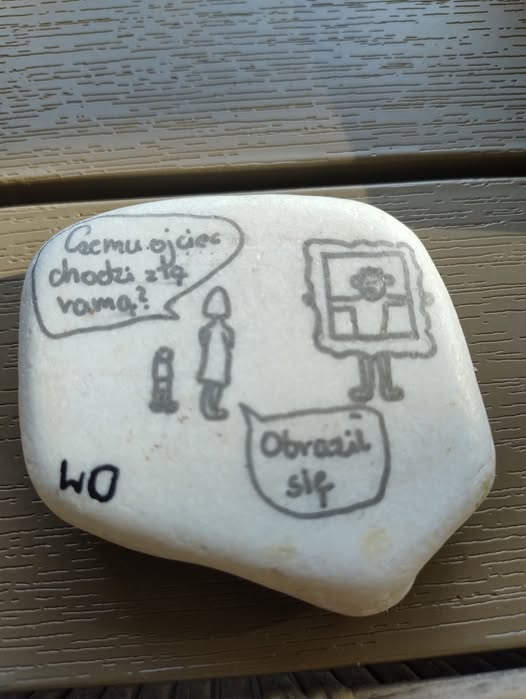 Czemu ojciec
chodzi z tą
ramą?
Obraził
się
WO